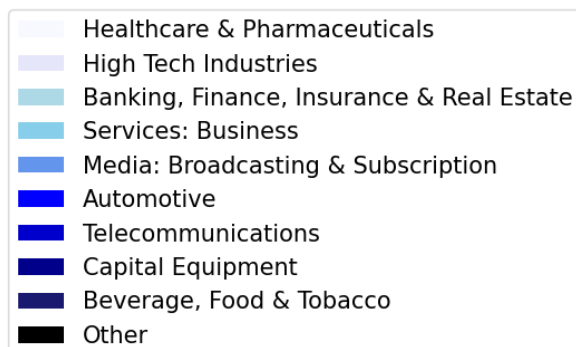 Healthcare & Pharmaceuticals
High Tech Industries
Banking, Finance, Insurance & Real Estate
Services: Business
Media: Broadcasting & Subscription
Automotive
Telecommunications
Capital Equipment
Beverage, Food & Tobacco
Other